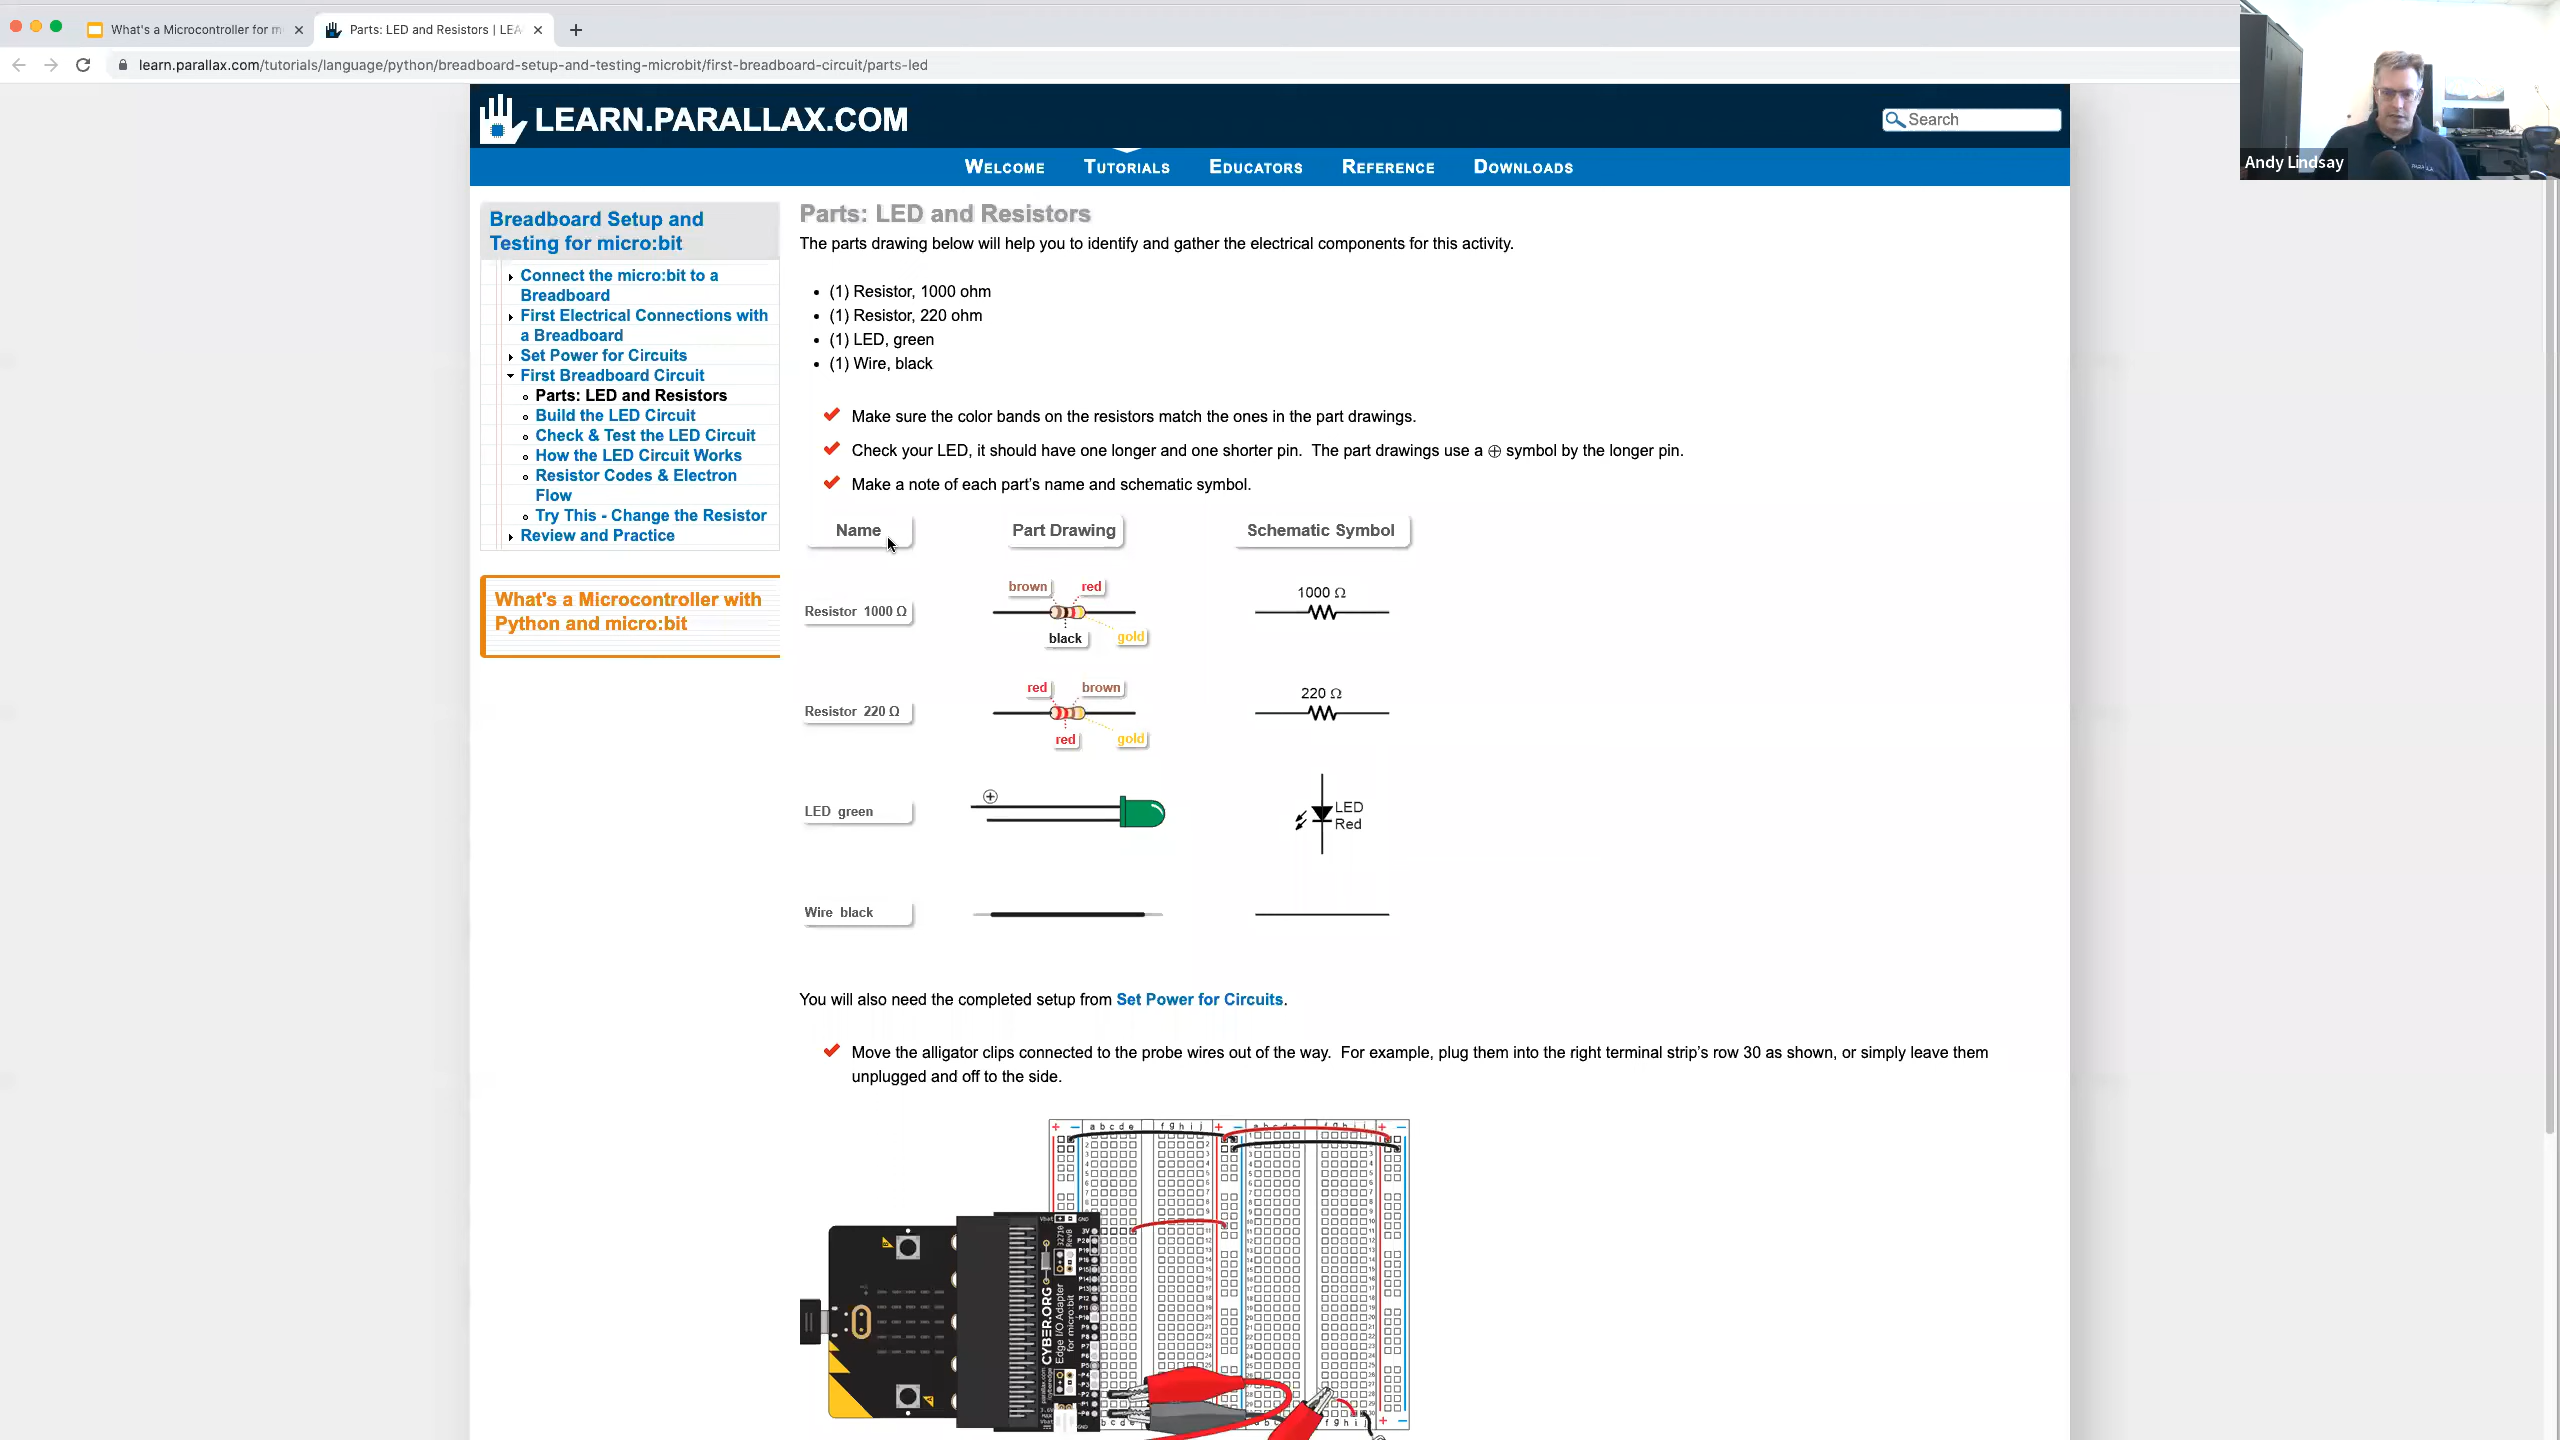 What's a Microcontroller for m
Parts: LED and Resistors | LEA
learn.parallax.com/tutorials/language/python/breadboard-setup-and-testing-microbit/first-breadboard-circuit/parts-led
LEARN.PARALLAX.COM
Search
Andy Lindsay
WELCOME TUTORIALS EDUCATORS REFERENCE DOWNLOADS
Breadboard Setup and
Testing for micro:bit
Connect the micro:bit to a
Breadboard
First Electrical Connections with
a Breadboard
Set Power for Circuits
First Breadboard Circuit
Parts: LED and Resistors
Build the LED Circuit
Check & Test the LED Circuit
How the LED Circuit Works
Resistor Codes & Electron
Flow
Try This - Change the Resistor
Review and Practice
What's a Microcontroller with
Python and micro:bit
Parts: LED and Resistors
The parts drawing below will help you to identify and gather the electrical components for this activity.
• (1) Resistor, 1000 ohm
• (1) Resistor, 220 ohm
• (1) LED, green
• (1) Wire, black
Make sure the color bands on the resistors match the ones in the part drawings.
Check your LED, it should have one longer and one shorter pin. The part drawings use a ⊕ symbol by the longer pin.
Make a note of each part's name and schematic symbol.
Name Part Drawing Schematic Symbol
brown red 1000 Ω
Resistor 1000 Ω
black gold
red brown 220 Ω
Resistor 220 Ω
red gold
LED green
LED
Red
Wire black
You will also need the completed setup from Set Power for Circuits.
Move the alligator clips connected to the probe wires out of the way. For example, plug them into the right terminal strip's row 30 as shown, or simply leave them
unplugged and off to the side.
CYBER.ORG
Edge I/O Adapter
for micro:bit